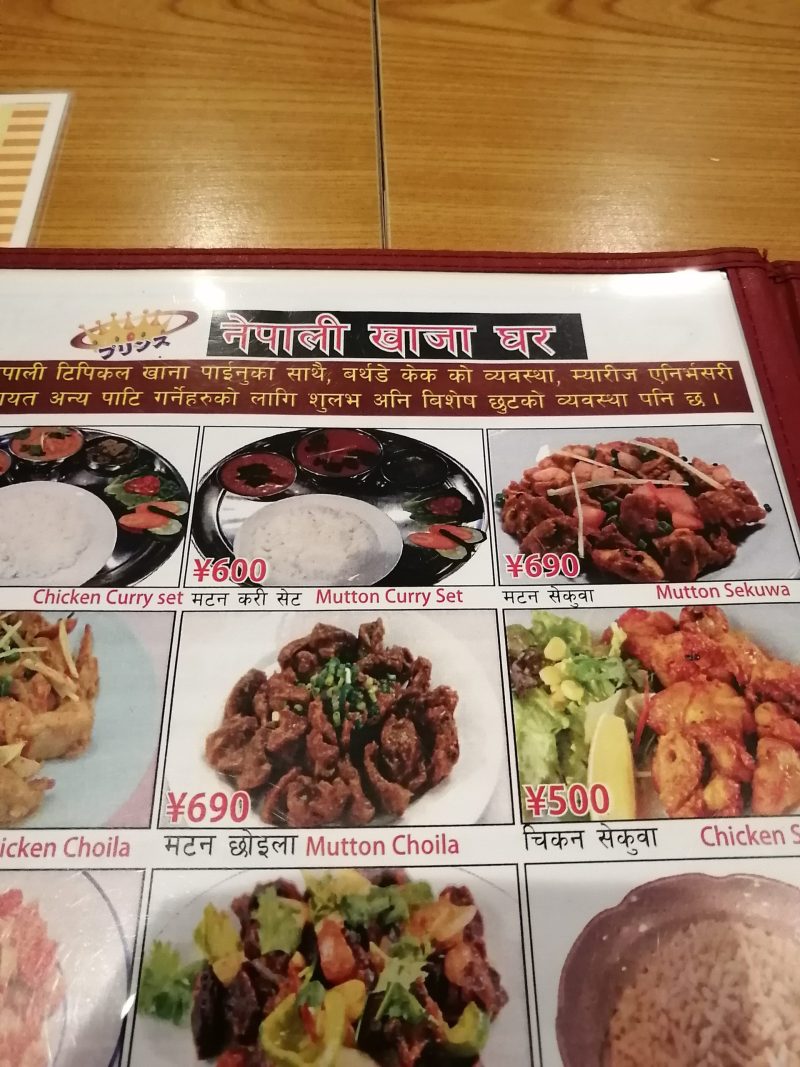 プリンス
नेपाली खाजा घर
पाली टिपिकल खाना पाईनुका साथै, बर्थडे केक को व्यवस्था, म्यारीज एनिर्भसरी
ायत अन्य पाटि गर्नेहरुको लागि शुलभ अनि विशेष छुटको व्यवस्था पनि छ।
¥600
¥690
Chicken Curry set
मटन करी सेट Mutton Curry Set
मटन सेकुवा Mutton Sekuwa
¥690
¥500
icken Choila
मटन छोइला Mutton Choila
चिकन सेकुवा Chicken S